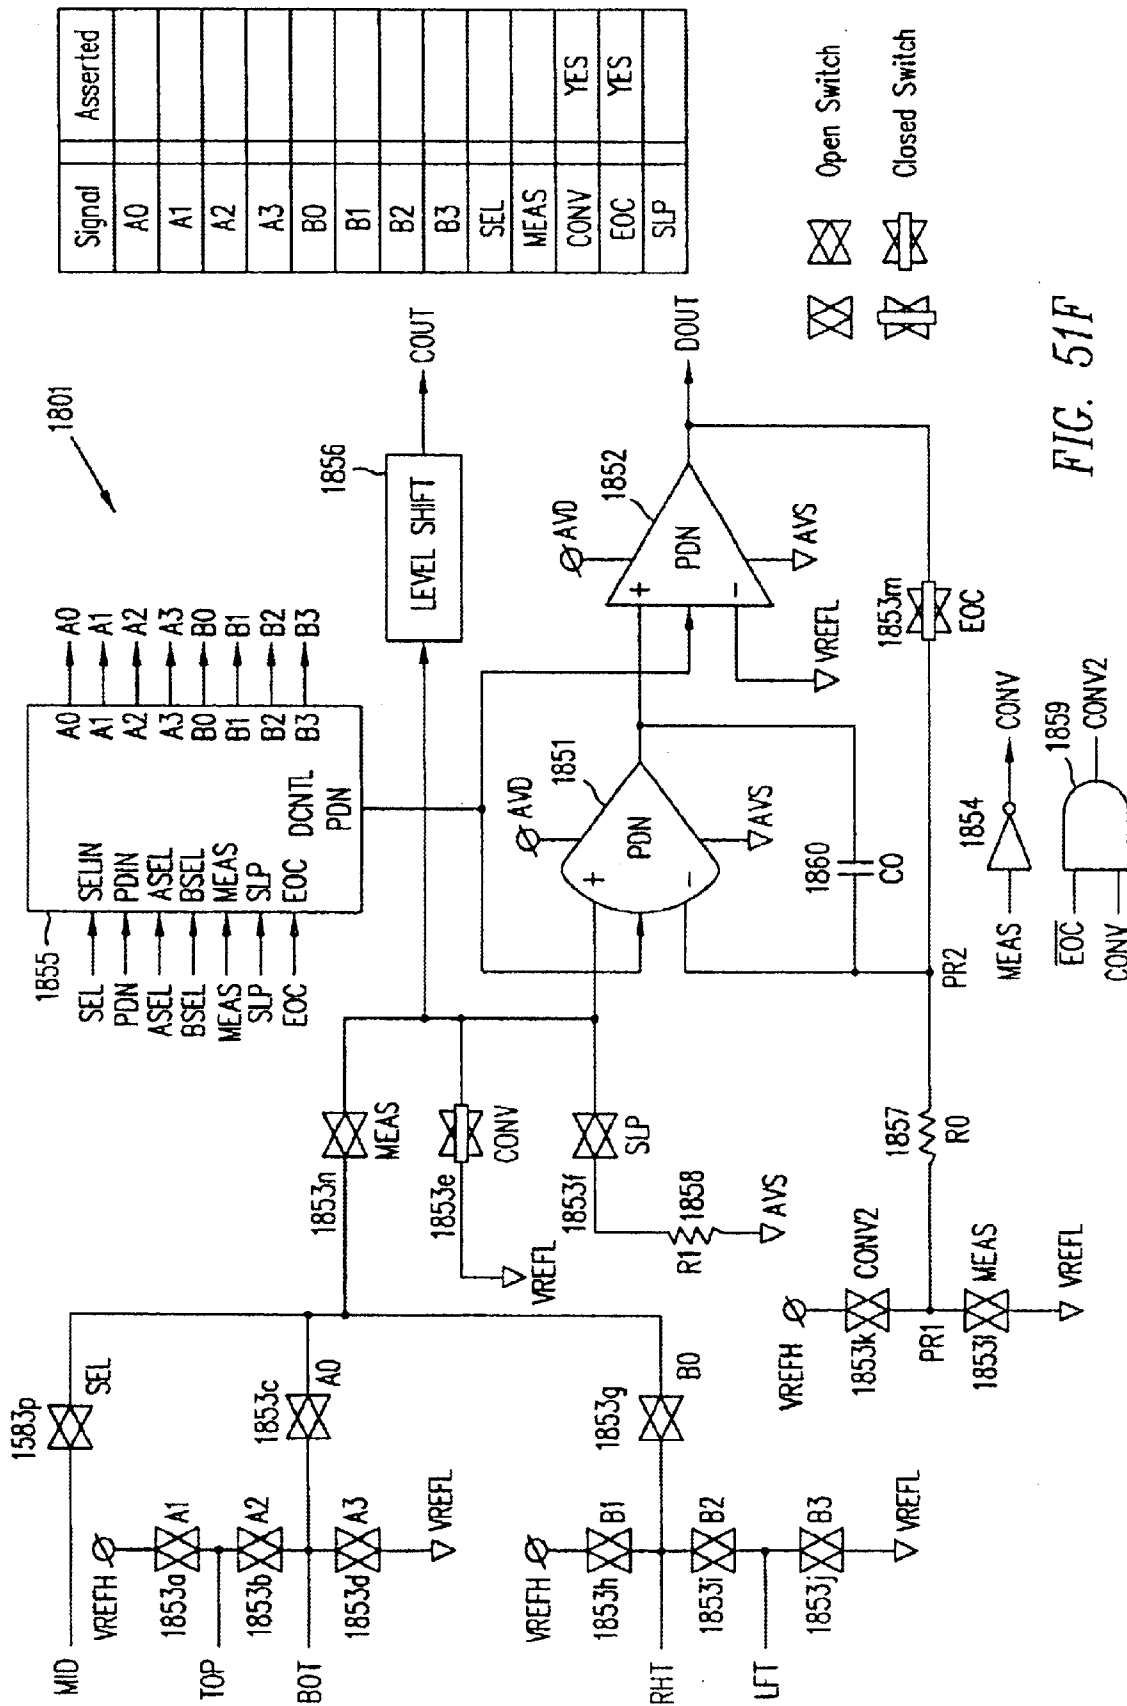 1801
1855
SEL
PDN
ASEL
BSEL
MEAS
SLP
EOC
SELIN
PDIN
ASEL
BSEL
MEAS
SLP
EOC
DCNTL
PDN
A0
A1
A2
A3
B0
B1
B2
B3
A0
A1
A2
A3
B0
B1
B2
B3
Signal Asserted
A0
A1
A2
A3
B0
B1
B2
B3
SEL
MEAS
CONV YES
EOC YES
SLP
1583p
SEL
MID
VREFH
1853a
A1
TOP
1853b
A2
1853c
A0
BOT
1853d
A3
VREFL
VREFH
1853h
B1
RHT
1853g
B0
1853i
B2
LFT
1853j
B3
VREFL
1853n
MEAS
1853e
CONV
VREFL
1853f
SLP
R1
1858
AVS
1856
LEVEL SHIFT
COUT
AVD
1851
+
PDN
−
AVS
1860
CO
AVD
1852
+
PDN
−
AVS
VREFL
DOUT
VREFH
1853k
CONV2
PR1
1853l
MEAS
VREFL
1857
R0
PR2
1853m
EOC
MEAS
1854
CONV
EOC
CONV
1859
CONV2
Open Switch
Closed Switch
FIG. 51F